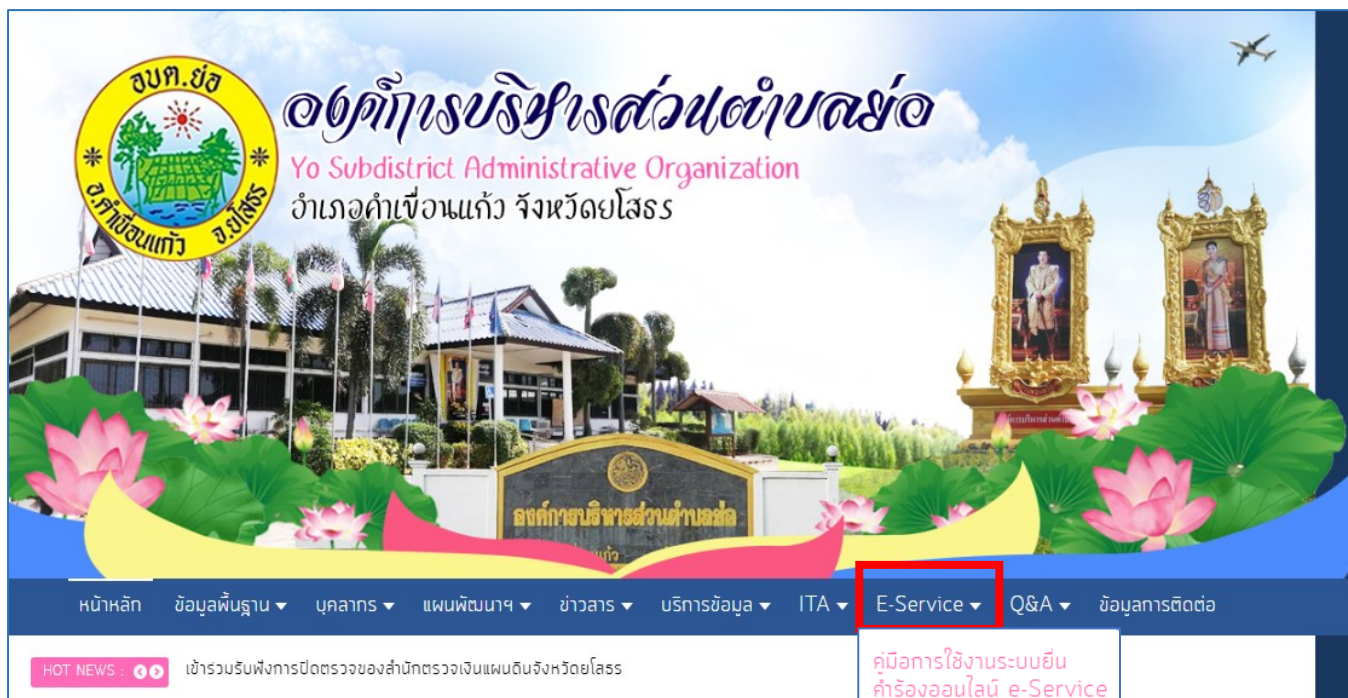 อบต.ย่อ
อ.คำเขื่อนแก้ว จ.ยโสธร
องค์การบริหารส่วนตำบลย่อ
Yo Subdistrict Administrative Organization
อำเภอคำเขื่อนแก้ว จังหวัดยโสธร
องค์การบริหารส่วนตำบลย่อ
หน้าหลัก ข้อมูลพื้นฐาน บุคลากร แผนพัฒนาฯ ข่าวสาร บริการข้อมูล ITA E-Service Q&A ข้อมูลการติดต่อ
HOT NEWS : เข้าร่วมรับฟังการปิดตรวจของสำนักตรวจเงินแผนดินจังหวัดยโสธร
คู่มือการใช้งานระบบยื่น
คำร้องออนไลน์ e-Service